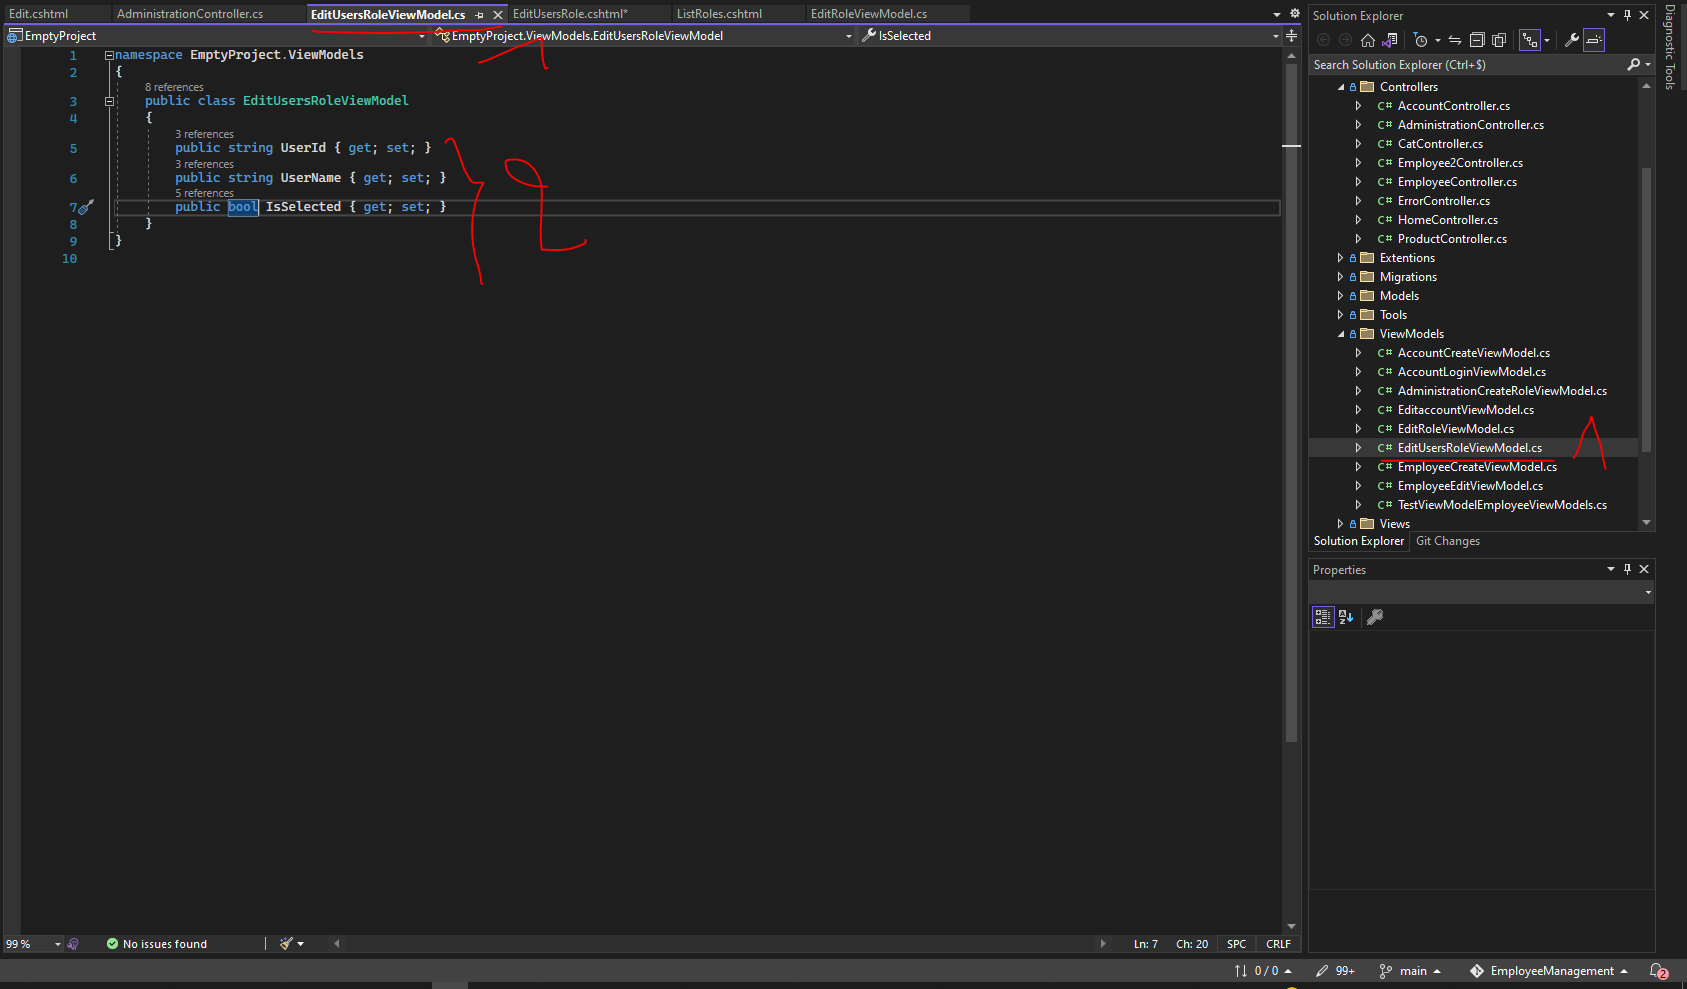 Edit.cshtml AdministrationController.cs EditUsersRoleViewModel.cs EditUsersRole.cshtml* ListRoles.cshtml EditRoleViewModel.cs
EmptyProject EmptyProject.ViewModels.EditUsersRoleViewModel IsSelected
1 namespace EmptyProject.ViewModels
2 {
8 references
3 public class EditUsersRoleViewModel
4 {
3 references
5 public string UserId { get; set; }
3 references
6 public string UserName { get; set; }
5 references
7 public bool IsSelected { get; set; }
8 }
9 }
10
99 % No issues found Ln: 7 Ch: 20 SPC CRLF
Solution Explorer
Search Solution Explorer (Ctrl+$)
Controllers
C# AccountController.cs
C# AdministrationController.cs
C# CatController.cs
C# Employee2Controller.cs
C# EmployeeController.cs
C# ErrorController.cs
C# HomeController.cs
C# ProductController.cs
Extentions
Migrations
Models
Tools
ViewModels
C# AccountCreateViewModel.cs
C# AccountLoginViewModel.cs
C# AdministrationCreateRoleViewModel.cs
C# EditaccountViewModel.cs
C# EditRoleViewModel.cs
C# EditUsersRoleViewModel.cs
C# EmployeeCreateViewModel.cs
C# EmployeeEditViewModel.cs
C# TestViewModelEmployeeViewModels.cs
Views
Solution Explorer Git Changes
Properties
Diagnostic Tools
0 / 0 99+ main EmployeeManagement 2